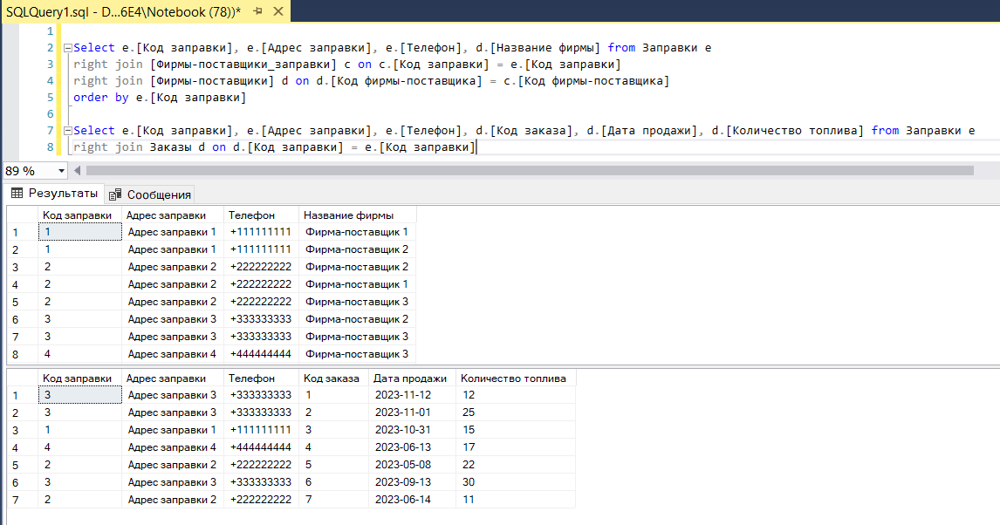 SQLQuery1.sql - D...6E4\Notebook (78))*
1
2 Select e.[Код заправки], e.[Адрес заправки], e.[Телефон], d.[Название фирмы] from Заправки e
3 right join [Фирмы-поставщики_заправки] c on c.[Код заправки] = e.[Код заправки]
4 right join [Фирмы-поставщики] d on d.[Код фирмы-поставщика] = c.[Код фирмы-поставщика]
5 order by e.[Код заправки]
6
7 Select e.[Код заправки], e.[Адрес заправки], e.[Телефон], d.[Код заказа], d.[Дата продажи], d.[Количество топлива] from Заправки e
8 right join Заказы d on d.[Код заправки] = e.[Код заправки]
89 %
Результаты Сообщения
Код заправки Адрес заправки Телефон Название фирмы
1 1 Адрес заправки 1 +111111111 Фирма-поставщик 1
2 1 Адрес заправки 1 +111111111 Фирма-поставщик 2
3 2 Адрес заправки 2 +222222222 Фирма-поставщик 2
4 2 Адрес заправки 2 +222222222 Фирма-поставщик 1
5 2 Адрес заправки 2 +222222222 Фирма-поставщик 3
6 3 Адрес заправки 3 +333333333 Фирма-поставщик 2
7 3 Адрес заправки 3 +333333333 Фирма-поставщик 3
8 4 Адрес заправки 4 +444444444 Фирма-поставщик 3
Код заправки Адрес заправки Телефон Код заказа Дата продажи Количество топлива
1 3 Адрес заправки 3 +333333333 1 2023-11-12 12
2 3 Адрес заправки 3 +333333333 2 2023-11-01 25
3 1 Адрес заправки 1 +111111111 3 2023-10-31 15
4 4 Адрес заправки 4 +444444444 4 2023-06-13 17
5 2 Адрес заправки 2 +222222222 5 2023-05-08 22
6 3 Адрес заправки 3 +333333333 6 2023-09-13 30
7 2 Адрес заправки 2 +222222222 7 2023-06-14 11